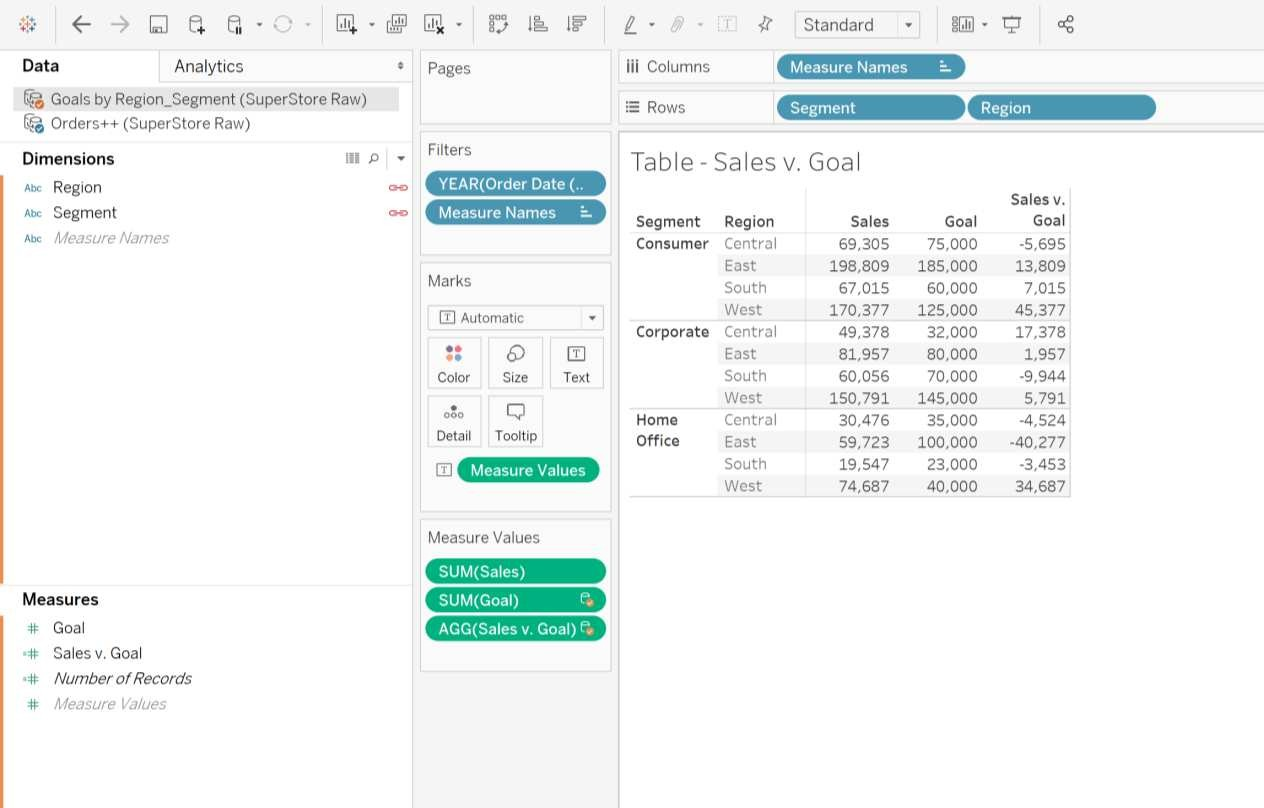 Standard
Data
Analytics
Goals by Region_Segment (SuperStore Raw)
Orders++ (SuperStore Raw)
Dimensions
Abc Region
Abc Segment
Abc Measure Names
Measures
# Goal
=# Sales v. Goal
=# Number of Records
# Measure Values
Pages
Filters
YEAR(Order Date (..
Measure Names
Marks
T Automatic
Color Size Text
Detail Tooltip
T Measure Values
Measure Values
SUM(Sales)
SUM(Goal)
AGG(Sales v. Goal)
iii Columns Measure Names
Rows Segment Region
Table - Sales v. Goal
Segment Region Sales Goal Sales v. Goal
Consumer Central 69,305 75,000 -5,695
East 198,809 185,000 13,809
South 67,015 60,000 7,015
West 170,377 125,000 45,377
Corporate Central 49,378 32,000 17,378
East 81,957 80,000 1,957
South 60,056 70,000 -9,944
West 150,791 145,000 5,791
Home Office Central 30,476 35,000 -4,524
East 59,723 100,000 -40,277
South 19,547 23,000 -3,453
West 74,687 40,000 34,687